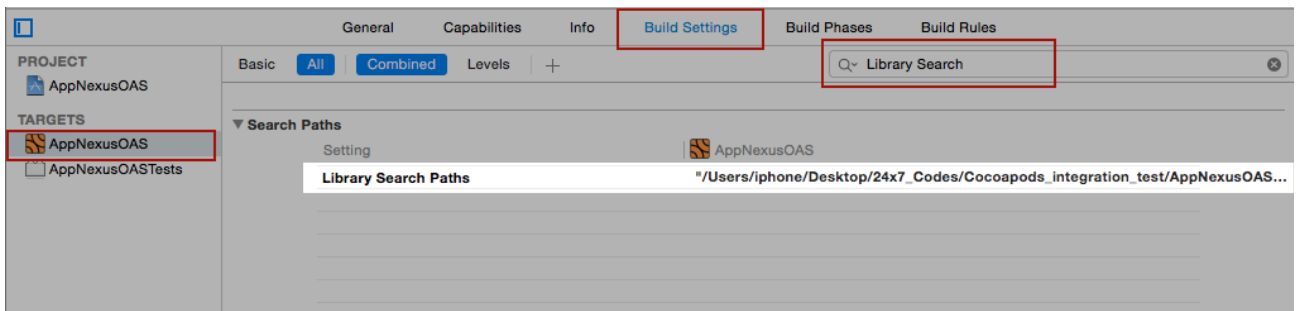 General Capabilities Info Build Settings Build Phases Build Rules
PROJECT
AppNexusOAS
TARGETS
AppNexusOAS
AppNexusOASTests
Basic All Combined Levels +
Library Search
Search Paths
Setting AppNexusOAS
Library Search Paths "/Users/iphone/Desktop/24x7_Codes/Cocoapods_integration_test/AppNexusOAS...